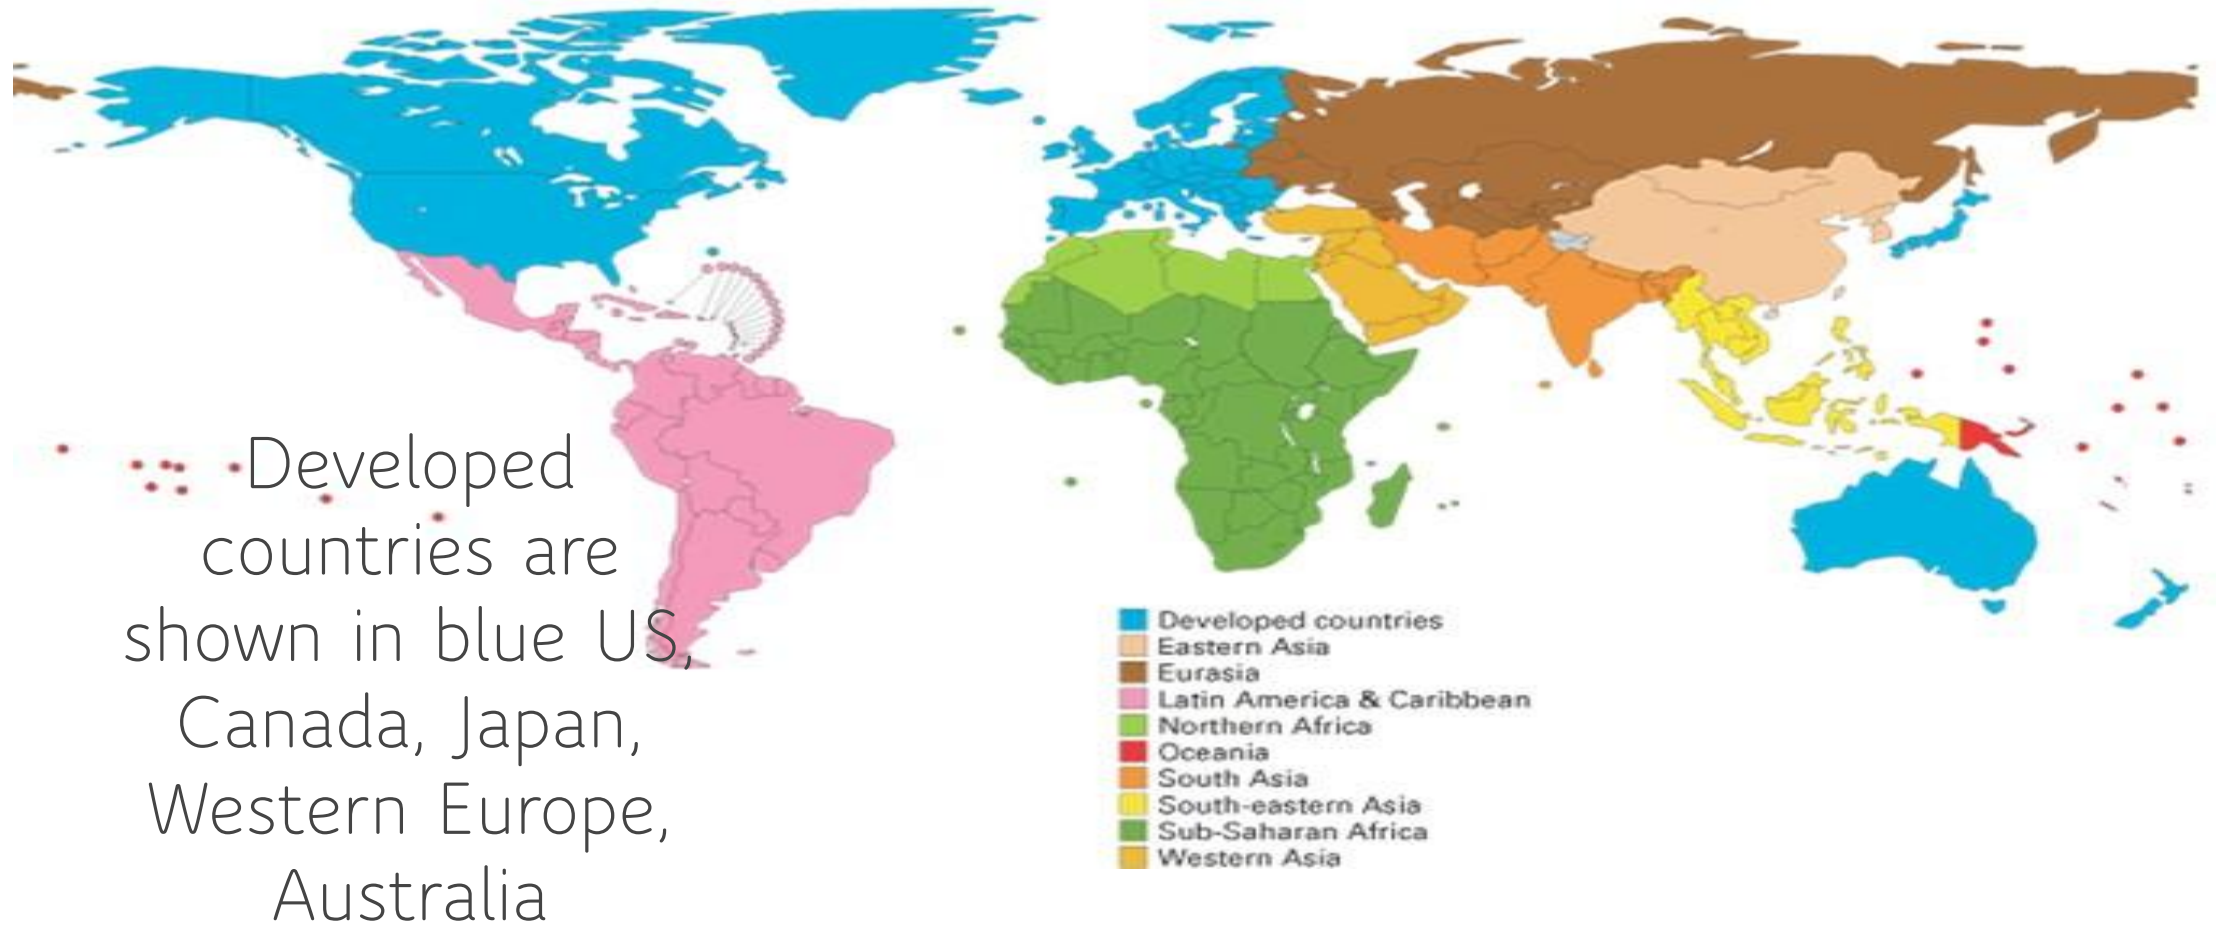 Developed
countries are
shown in blue US,
Canada, Japan,
Western Europe,
Australia
Developed countries
Eastern Asia
Eurasia
Latin America & Caribbean
Northern Africa
Oceania
South Asia
South-eastern Asia
Sub-Saharan Africa
Western Asia